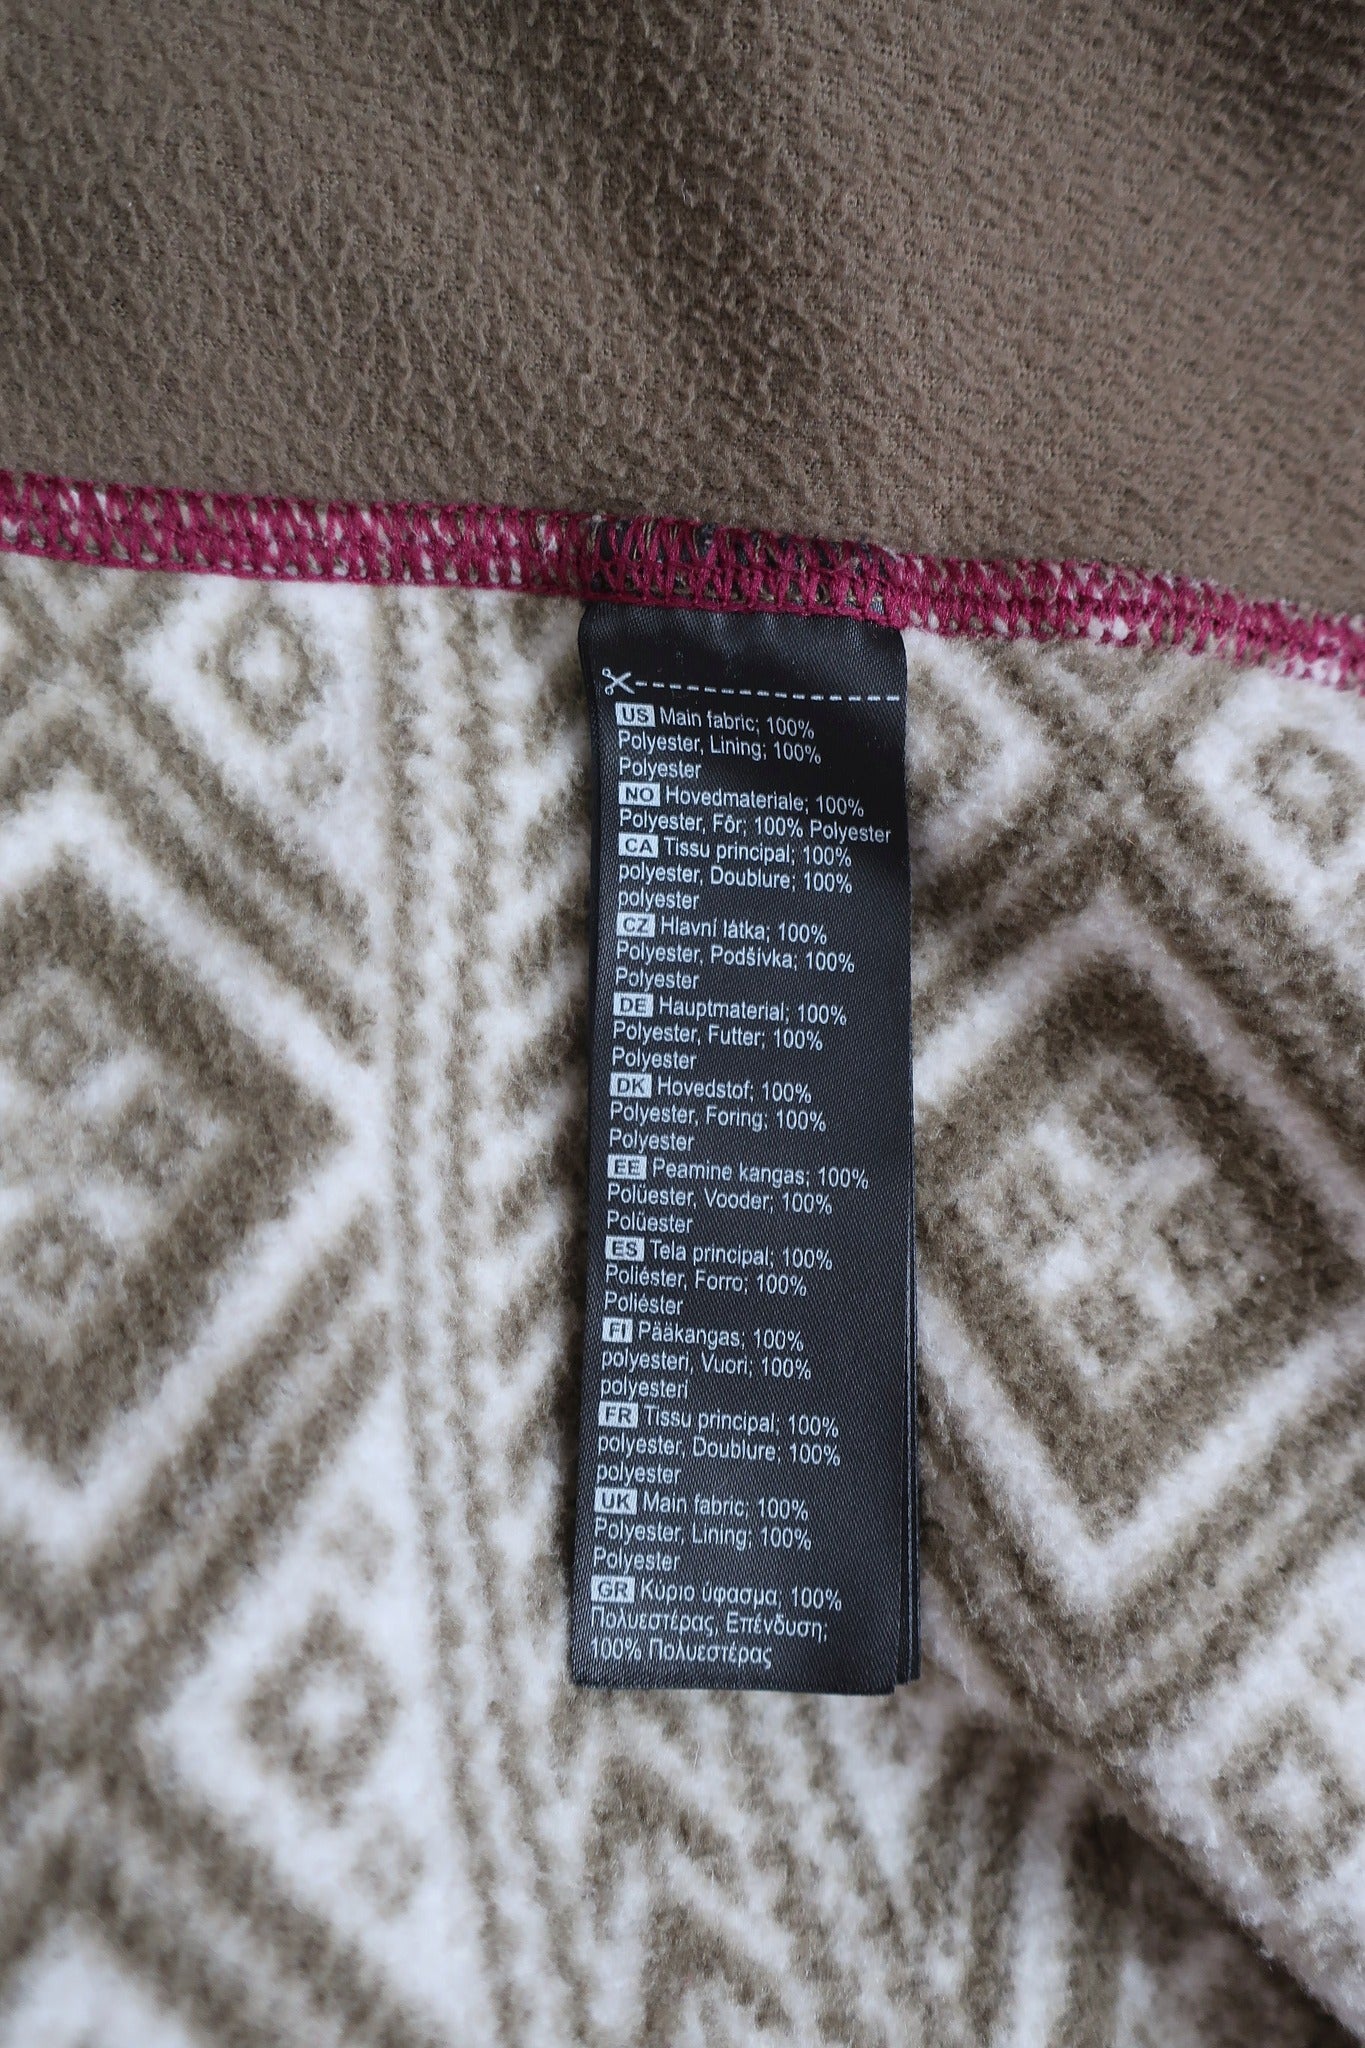 US Main fabric; 100%
Polyester, Lining; 100%
Polyester
NO Hovedmateriale; 100%
Polyester, Fôr; 100% Polyester
CA Tissu principal; 100%
polyester, Doublure; 100%
polyester
CZ Hlavní látka; 100%
Polyester, Podšívka; 100%
Polyester
DE Hauptmaterial; 100%
Polyester, Futter; 100%
Polyester
DK Hovedstof; 100%
Polyester, Foring; 100%
Polyester
EE Peamine kangas; 100%
Polüester, Vooder; 100%
Polüester
ES Tela principal; 100%
Poliéster, Forro; 100%
Poliéster
FI Pääkangas; 100%
polyesteri, Vuori; 100%
polyesteri
FR Tissu principal; 100%
polyester, Doublure; 100%
polyester
UK Main fabric; 100%
Polyester, Lining; 100%
Polyester
GR Κύριο ύφασμα; 100%
Πολυεστέρας, Επένδυση;
100% Πολυεστέρας